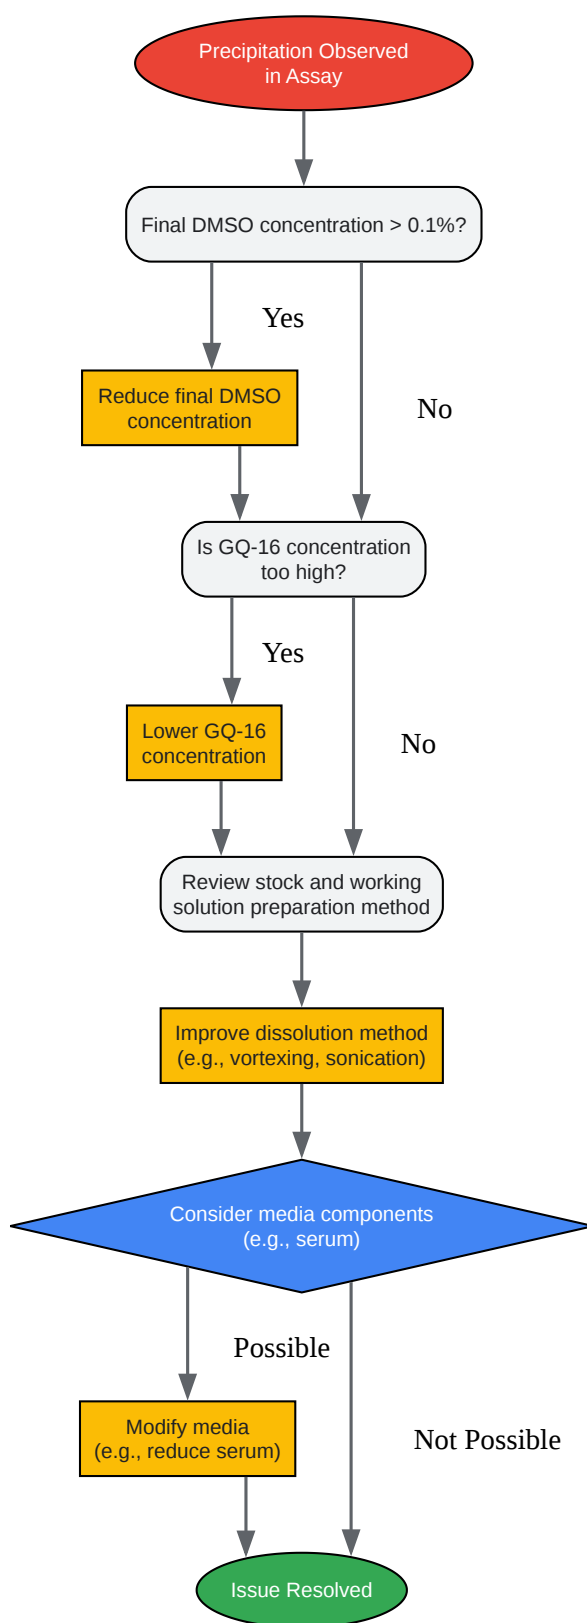 Precipitation Observed
in Assay
Final DMSO concentration > 0.1%?
Yes
Reduce final DMSO
concentration
No
Is GQ-16 concentration
too high?
Yes
Lower GQ-16
concentration
No
Review stock and working
solution preparation method
Improve dissolution method
(e.g., vortexing, sonication)
Consider media components
(e.g., serum)
Possible
Modify media
(e.g., reduce serum)
Not Possible
Issue Resolved